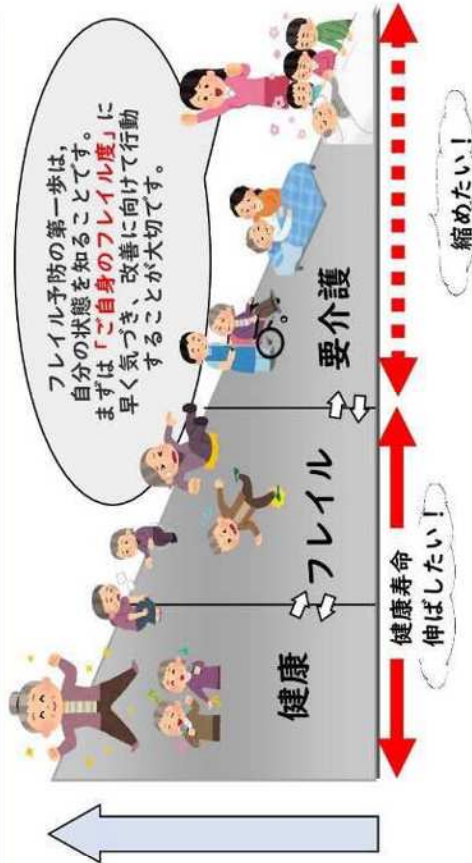 フレイル予防の第一歩は,
自分の状態を知ることです。
まずは「ご自身のフレイル度」に
早く気づき、改善に向けて行動
することが大切です。
健康
フレイル
要介護
健康寿命
伸ばしたい！
縮めたい！